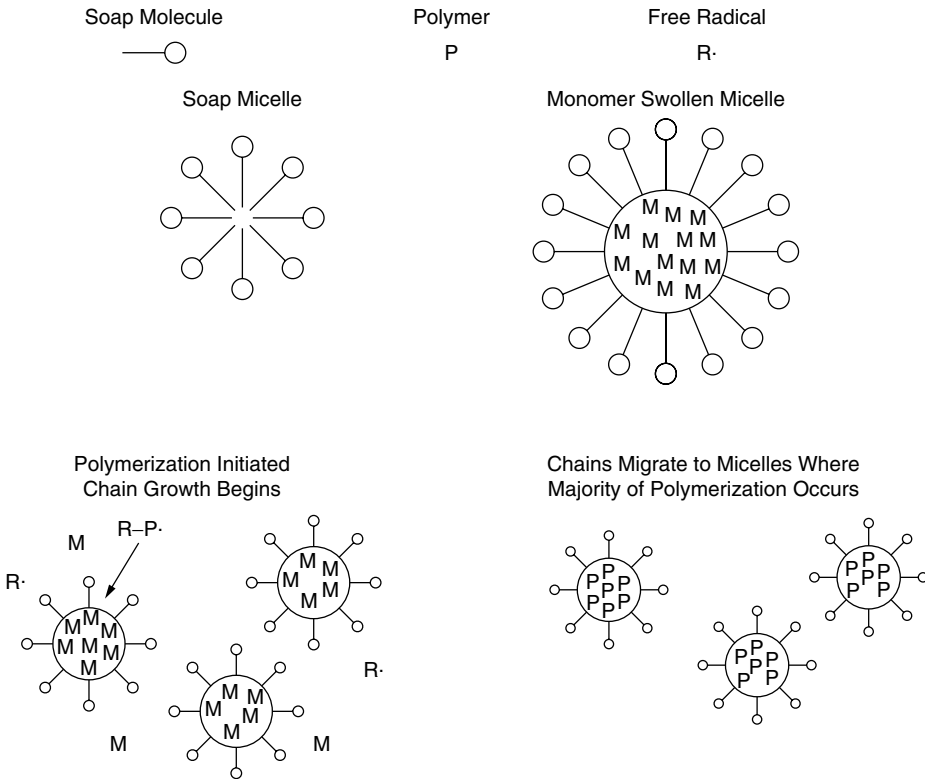 Soap Molecule
Polymer
Free Radical
P
R·
Soap Micelle
Monomer Swollen Micelle
M M M
M M M M
M M M M
M M M
Polymerization Initiated
Chain Growth Begins
M
R–P·
R·
M
M M
M M M
M
M
M M
M M
M
M M
M M
M
R·
M
M
Chains Migrate to Micelles Where
Majority of Polymerization Occurs
P
P P
P
P P
P
P
P P
P
P P
P
P P
P
P P